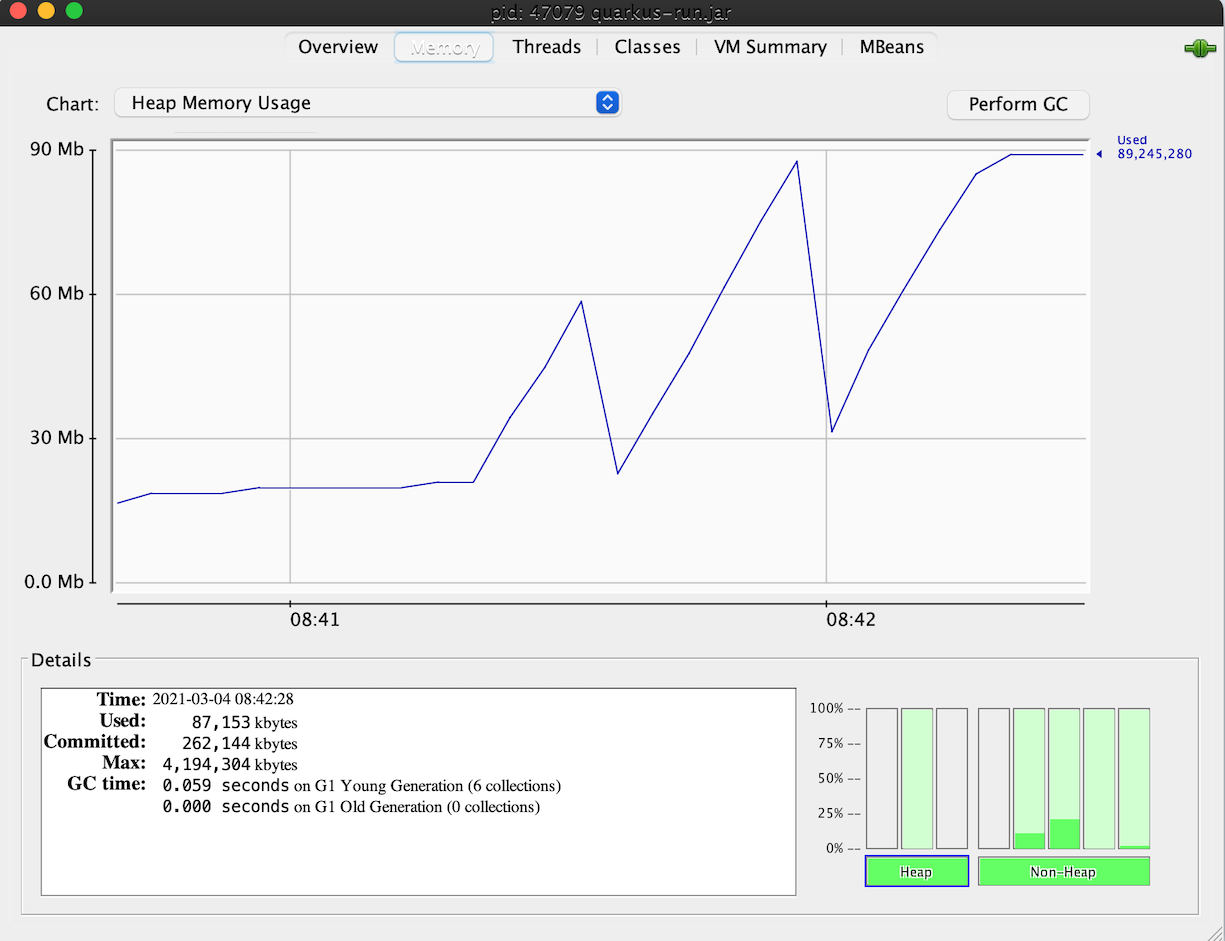 pid: 47079 quarkus-run.jar
Overview Memory Threads Classes VM Summary MBeans
Chart: Heap Memory Usage Perform GC
Used
89,245,280
90 Mb
60 Mb
30 Mb
0.0 Mb
08:41 08:42
Details
Time: 2021-03-04 08:42:28
Used: 87,153 kbytes
Committed: 262,144 kbytes
Max: 4,194,304 kbytes
GC time: 0.059 seconds on G1 Young Generation (6 collections)
0.000 seconds on G1 Old Generation (0 collections)
100% --
75% --
50% --
25% --
0% --
Heap Non-Heap